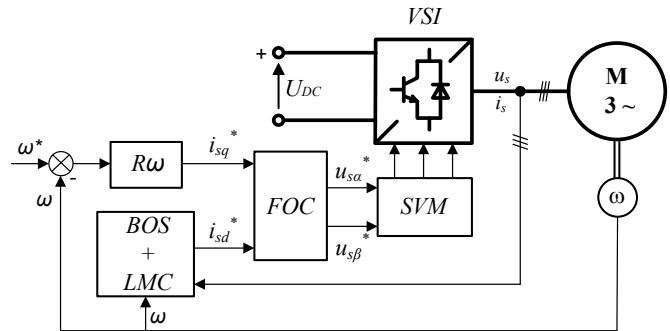 VSI
+
U_DC
u_s
i_s
M
3 ~
ω*
-
ω
Rω
i_sq*
FOC
u_sα*
u_sβ*
SVM
ω
BOS
+
LMC
i_sd*
ω